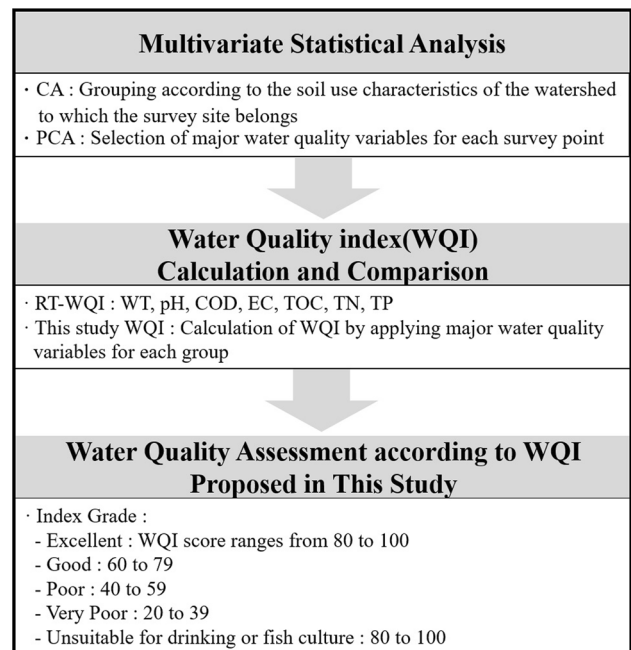 Multivariate Statistical Analysis
· CA : Grouping according to the soil use characteristics of the watershed
to which the survey site belongs
· PCA : Selection of major water quality variables for each survey point
Water Quality index(WQI)
Calculation and Comparison
· RT-WQI : WT, pH, COD, EC, TOC, TN, TP
· This study WQI : Calculation of WQI by applying major water quality
variables for each group
Water Quality Assessment according to WQI
Proposed in This Study
· Index Grade :
- Excellent : WQI score ranges from 80 to 100
- Good : 60 to 79
- Poor : 40 to 59
- Very Poor : 20 to 39
- Unsuitable for drinking or fish culture : 80 to 100